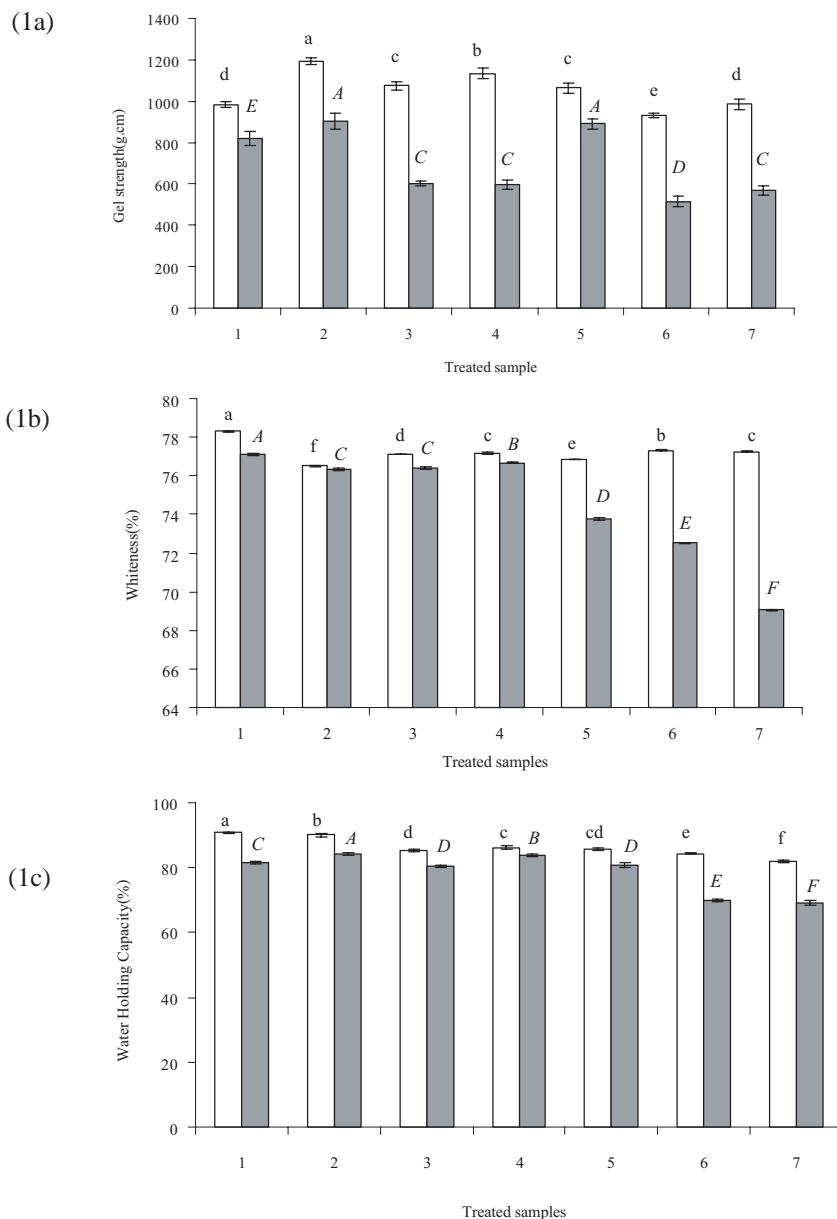 (1a)
1400
1200
1000
800
600
400
200
0
Gel strength(g.cm)
d E a A c C b C c A e D d C
1 2 3 4 5 6 7
Treated sample
(1b)
80
78
76
74
72
70
68
66
64
Whiteness(%)
a A f C d C c B e D b E c F
1 2 3 4 5 6 7
Treated samples
(1c)
100
80
60
40
20
0
Water Holding Capacity(%)
a C b A d D c B cd D e E f F
1 2 3 4 5 6 7
Treated samples